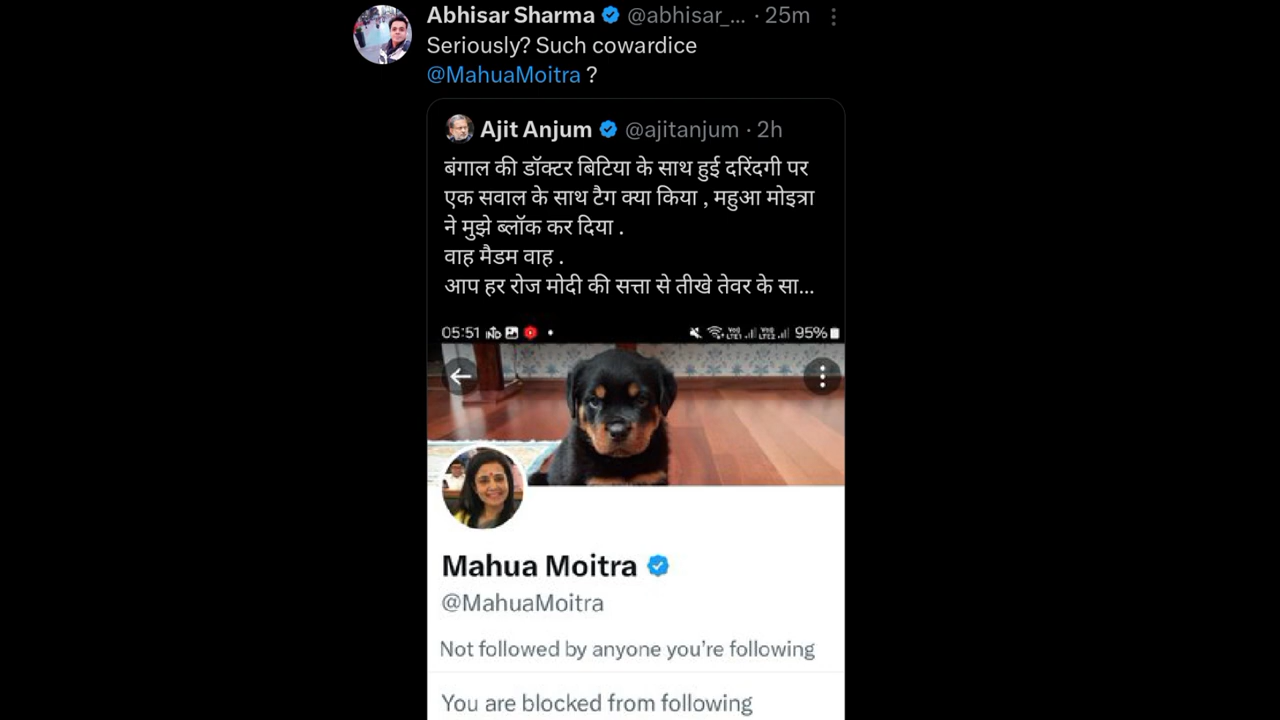 Abhisar Sharma @abhisar_... · 25m
Seriously? Such cowardice
@MahuaMoitra ?
Ajit Anjum @ajitanjum · 2h
बंगाल की डॉक्टर बिटिया के साथ हुई दरिंदगी पर
एक सवाल के साथ टैग क्या किया , महुआ मोइत्रा
ने मुझे ब्लॉक कर दिया .
वाह मैडम वाह .
आप हर रोज मोदी की सत्ता से तीखे तेवर के सा...
05:51 95%
Mahua Moitra
@MahuaMoitra
Not followed by anyone you’re following
You are blocked from following